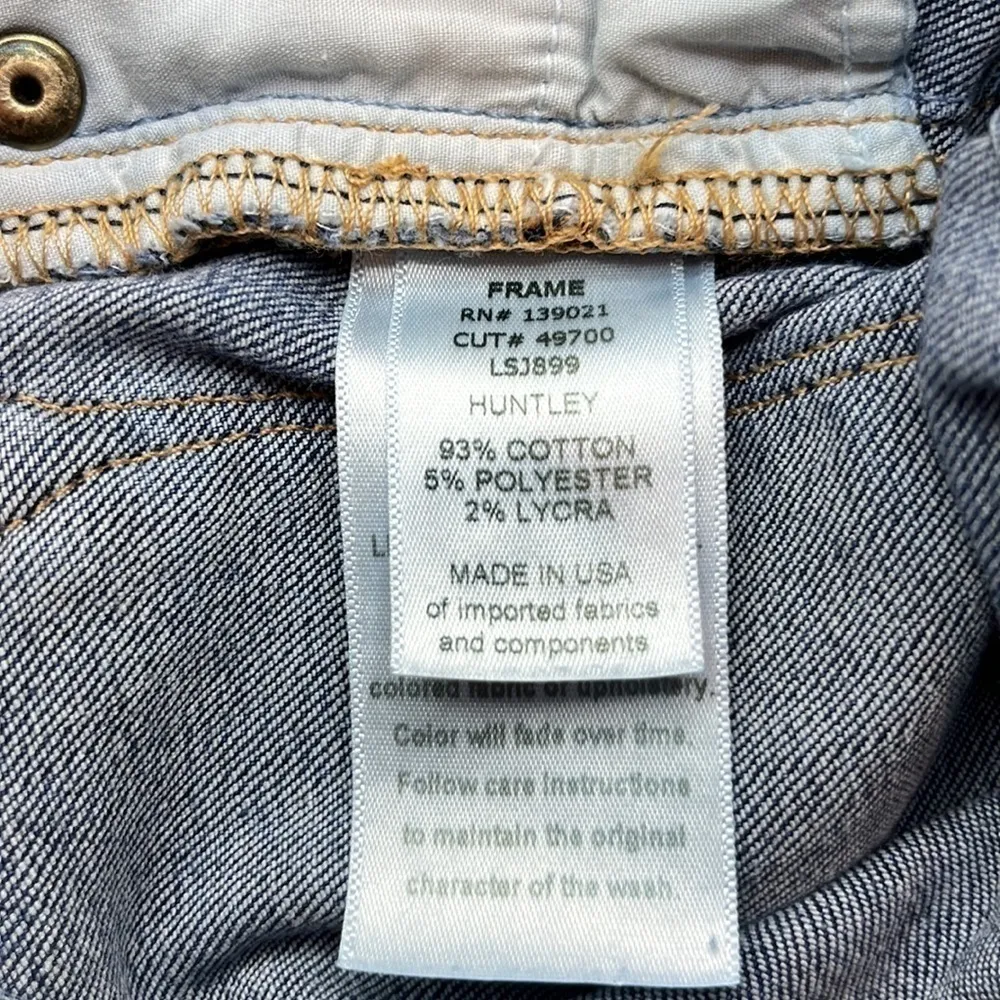 FRAME
RN# 139021
CUT# 49700
LSJ899
HUNTLEY
93% COTTON
5% POLYESTER
2% LYCRA
MADE IN USA
of imported fabrics
and components
colored fabric or upholstery.
Color will fade over time.
Follow care instructions
to maintain the original
character of the wash.